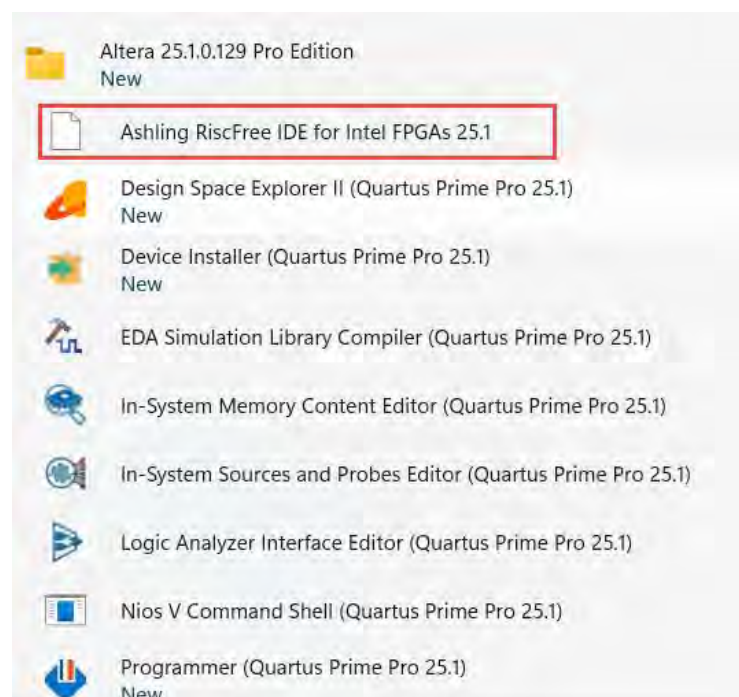 Altera 25.1.0.129 Pro Edition
New
Ashling RiscFree IDE for Intel FPGAs 25.1
Design Space Explorer II (Quartus Prime Pro 25.1)
New
Device Installer (Quartus Prime Pro 25.1)
New
EDA Simulation Library Compiler (Quartus Prime Pro 25.1)
In-System Memory Content Editor (Quartus Prime Pro 25.1)
In-System Sources and Probes Editor (Quartus Prime Pro 25.1)
Logic Analyzer Interface Editor (Quartus Prime Pro 25.1)
Nios V Command Shell (Quartus Prime Pro 25.1)
Programmer (Quartus Prime Pro 25.1)
New